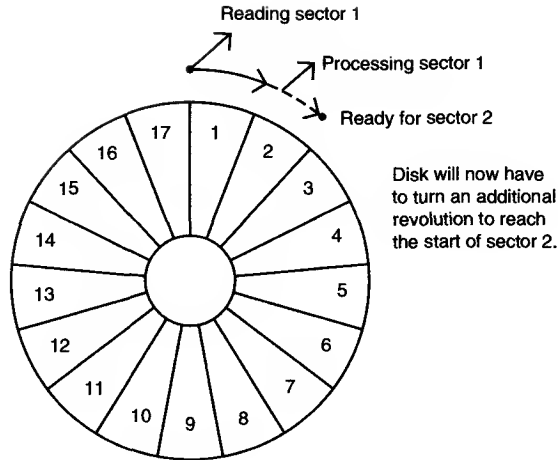 Reading sector 1
Processing sector 1
Ready for sector 2
Disk will now have
to turn an additional
revolution to reach
the start of sector 2.
1
2
3
4
5
6
7
8
9
10
11
12
13
14
15
16
17